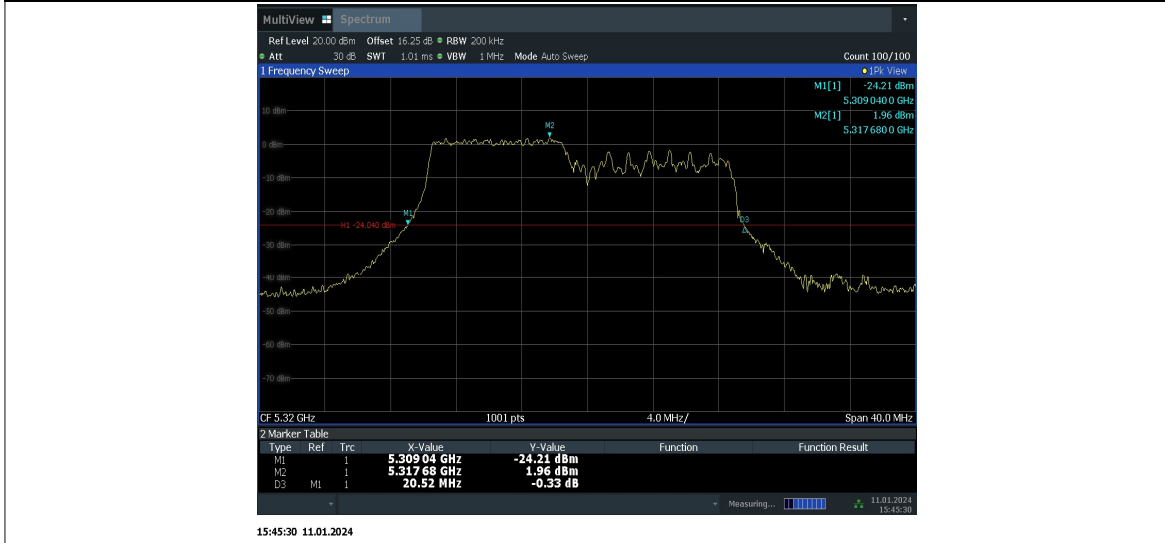 MultiView Spectrum
Ref Level 20.00 dBm Offset 16.25 dB RBW 200 kHz
Att 30 dB SWT 1.01 ms VBW 1 MHz Mode Auto Sweep Count 100/100
1 Frequency Sweep 1Pk View
M1[1] -24.21 dBm
5.309 040 0 GHz
M2[1] 1.96 dBm
5.317 680 0 GHz
10 dBm
M2
0 dBm
-10 dBm
-20 dBm
M1
D3
H1 -24.040 dBm
-30 dBm
-40 dBm
-50 dBm
-60 dBm
-70 dBm
CF 5.32 GHz 1001 pts 4.0 MHz/ Span 40.0 MHz
2 Marker Table
Type Ref Trc X-Value Y-Value Function Function Result
M1 1 5.309 04 GHz -24.21 dBm
M2 1 5.317 68 GHz 1.96 dBm
D3 M1 1 20.52 MHz -0.33 dB
Measuring... 11.01.2024
15:45:30
15:45:30 11.01.2024